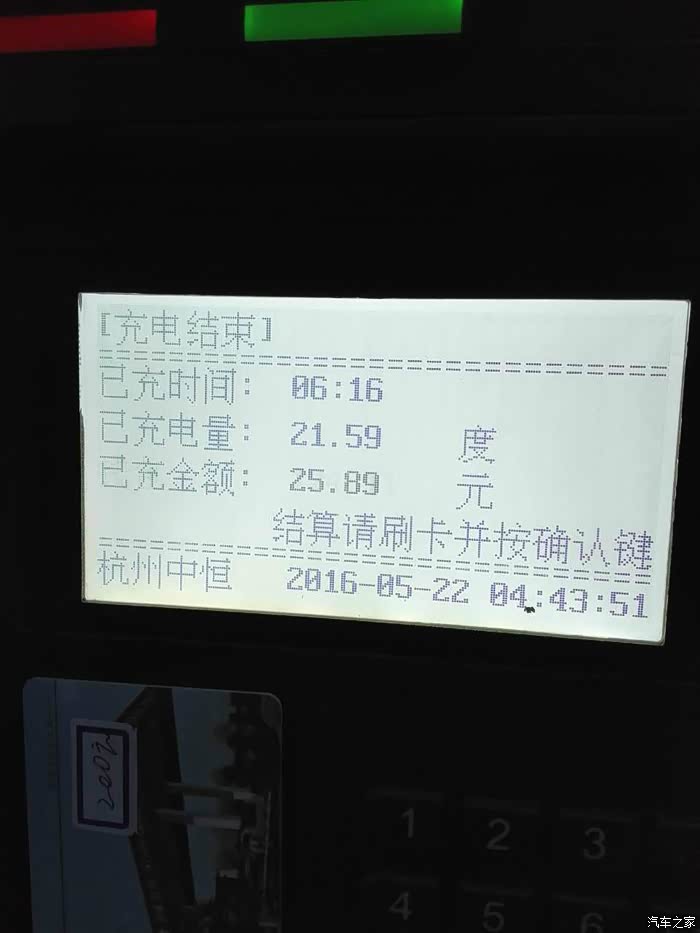 [充电结束]
已充时间: 06:16
已充电量: 21.59 度
已充金额: 25.89 元
结算请刷卡并按确认键
杭州中恒 2016-05-22 04:43:51
1 2 3
4 5 6
汽车之家